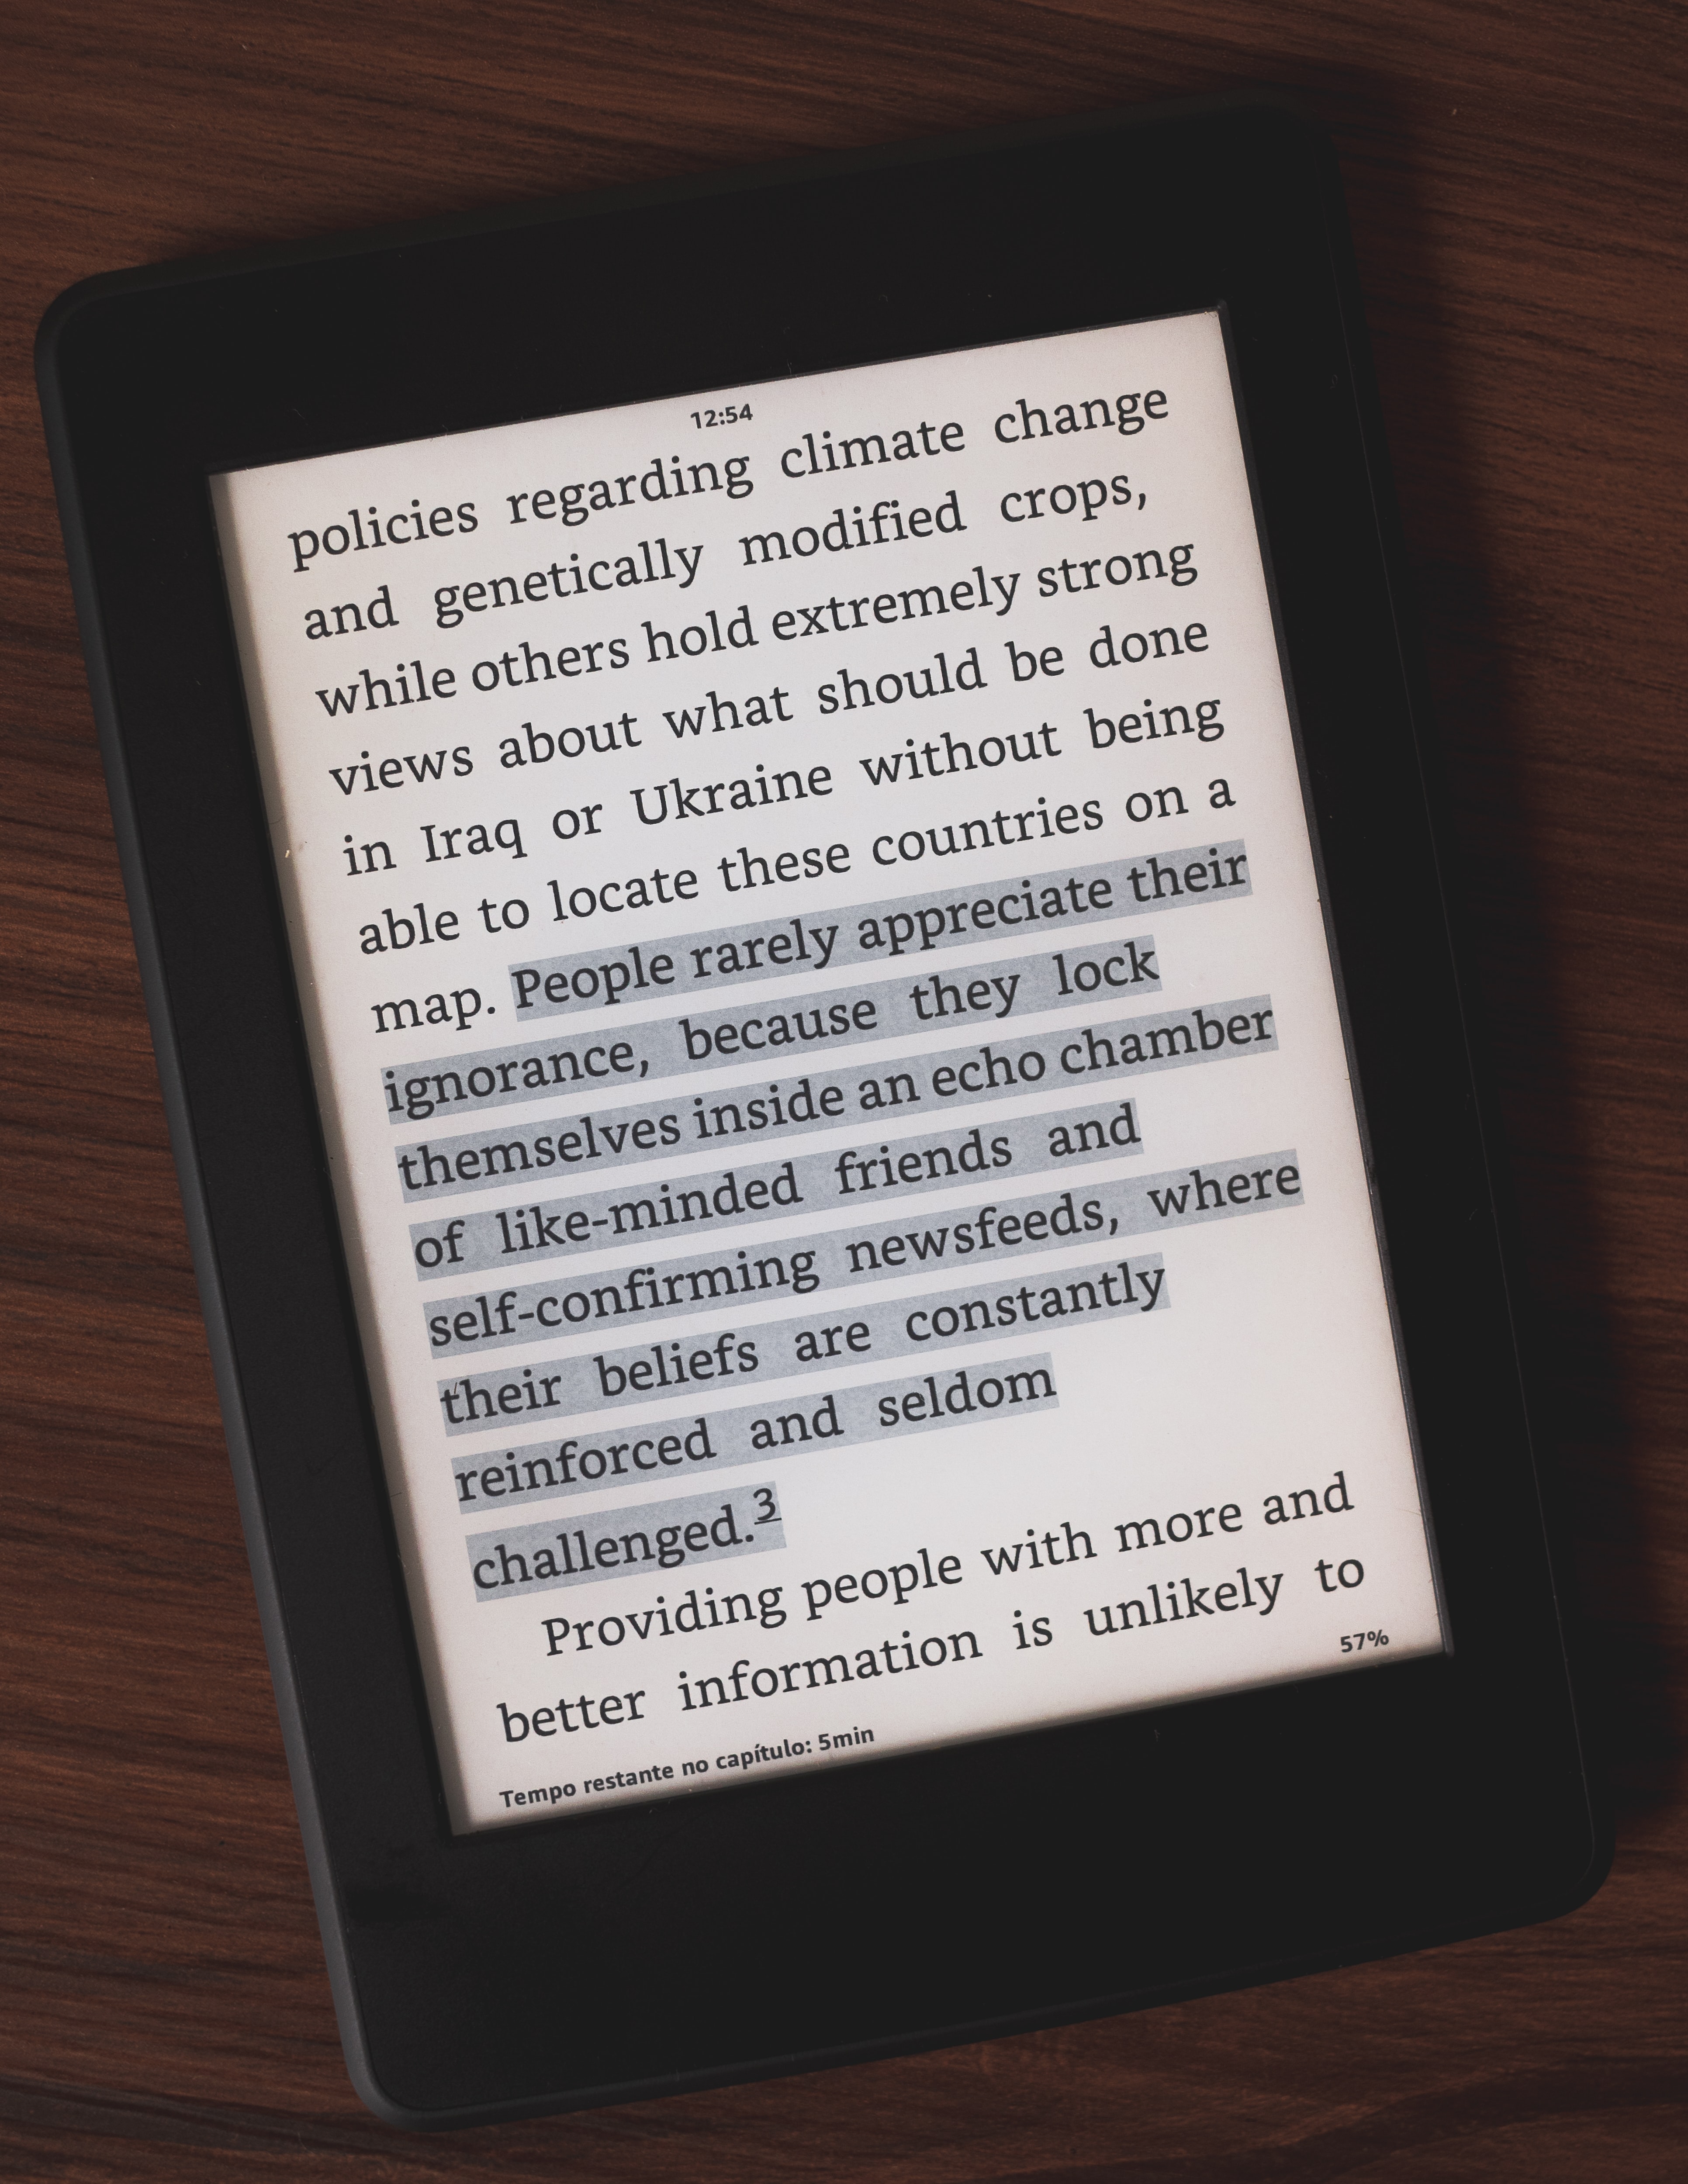 12:54
policies regarding climate change
and genetically modified crops,
while others hold extremely strong
views about what should be done
in Iraq or Ukraine without being
able to locate these countries on a
map. People rarely appreciate their
ignorance, because they lock
themselves inside an echo chamber
of like-minded friends and
self-confirming newsfeeds, where
their beliefs are constantly
reinforced and seldom
challenged.3
Providing people with more and
better information is unlikely to
Tempo restante no capítulo: 5min 57%